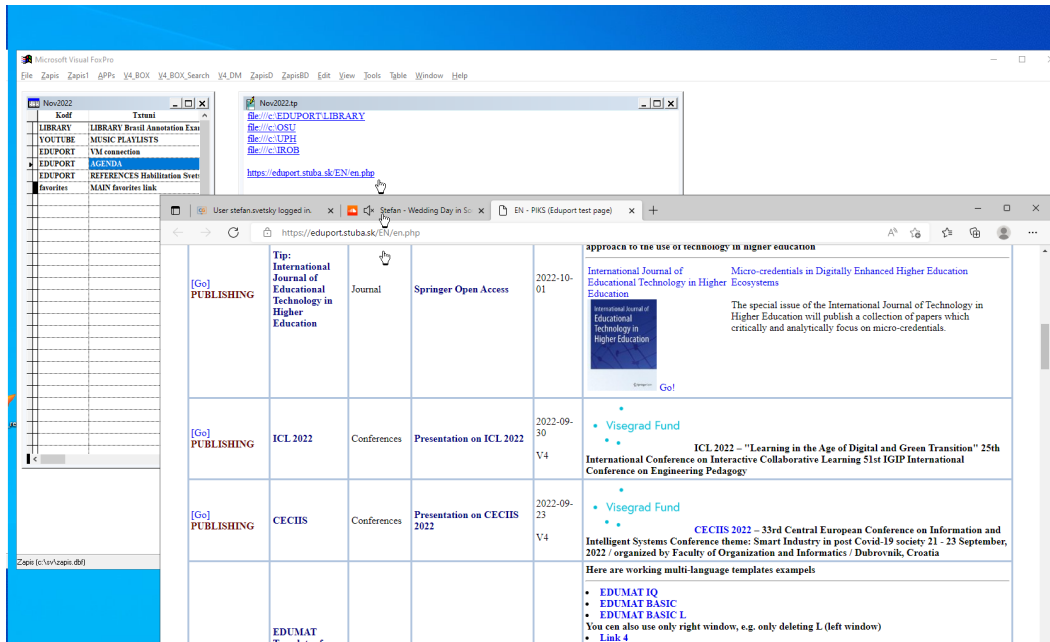 Microsoft Visual FoxPro
File Zapis Zapis1 APPs V4_BOX V4_BOX_Search V4_DM ZapisD ZapisBD Edit View Tools Table Window Help
Nov2022
Kodf Txtuni
LIBRARY LIBRARY Brasil Annotation Exa
YOUTUBE MUSIC PLAYLISTS
EDUPORT VM connection
EDUPORT AGENDA
EDUPORT REFERENCES Habilitation Svet
favorites MAIN favorites link
Nov2022.tp
file:///c:\EDUPORT\LIBRARY
file:///c:\OSU
file:///c:\UPH
file:///c:\IROB
https://eduport.stuba.sk/EN/en.php
User stefan.svetsky logged in.
Stefan - Wedding Day in So
EN - PIKS (Eduport test page)
https://eduport.stuba.sk/EN/en.php
[Go]
PUBLISHING
Tip:
International
Journal of
Educational
Technology in
Higher
Education
Journal
Springer Open Access
2022-10-
01
approach to the use of technology in higher education
International Journal of
Educational Technology in Higher
Education
International Journal of
Educational
Technology in
Higher Education
Springer
Go!
Micro-credentials in Digitally Enhanced Higher Education
Ecosystems
The special issue of the International Journal of Technology in
Higher Education will publish a collection of papers which
critically and analytically focus on micro-credentials.
[Go]
PUBLISHING
ICL 2022
Conferences
Presentation on ICL 2022
2022-09-
30
V4
Visegrad Fund
ICL 2022 – "Learning in the Age of Digital and Green Transition" 25th
International Conference on Interactive Collaborative Learning 51st IGIP International
Conference on Engineering Pedagogy
[Go]
PUBLISHING
CECIIS
Conferences
Presentation on CECIIS
2022
2022-09-
23
V4
Visegrad Fund
CECIIS 2022 – 33rd Central European Conference on Information and
Intelligent Systems Conference theme: Smart Industry in post Covid-19 society 21 - 23 September,
2022 / organized by Faculty of Organization and Informatics / Dubrovnik, Croatia
EDUMAT
Here are working multi-language templates exampels
EDUMAT IQ
EDUMAT BASIC
EDUMAT BASIC L
You cen also use only right window, e.g. only deleting L (left window)
Link 4
Zapis (c:\sv\zapis.dbf)